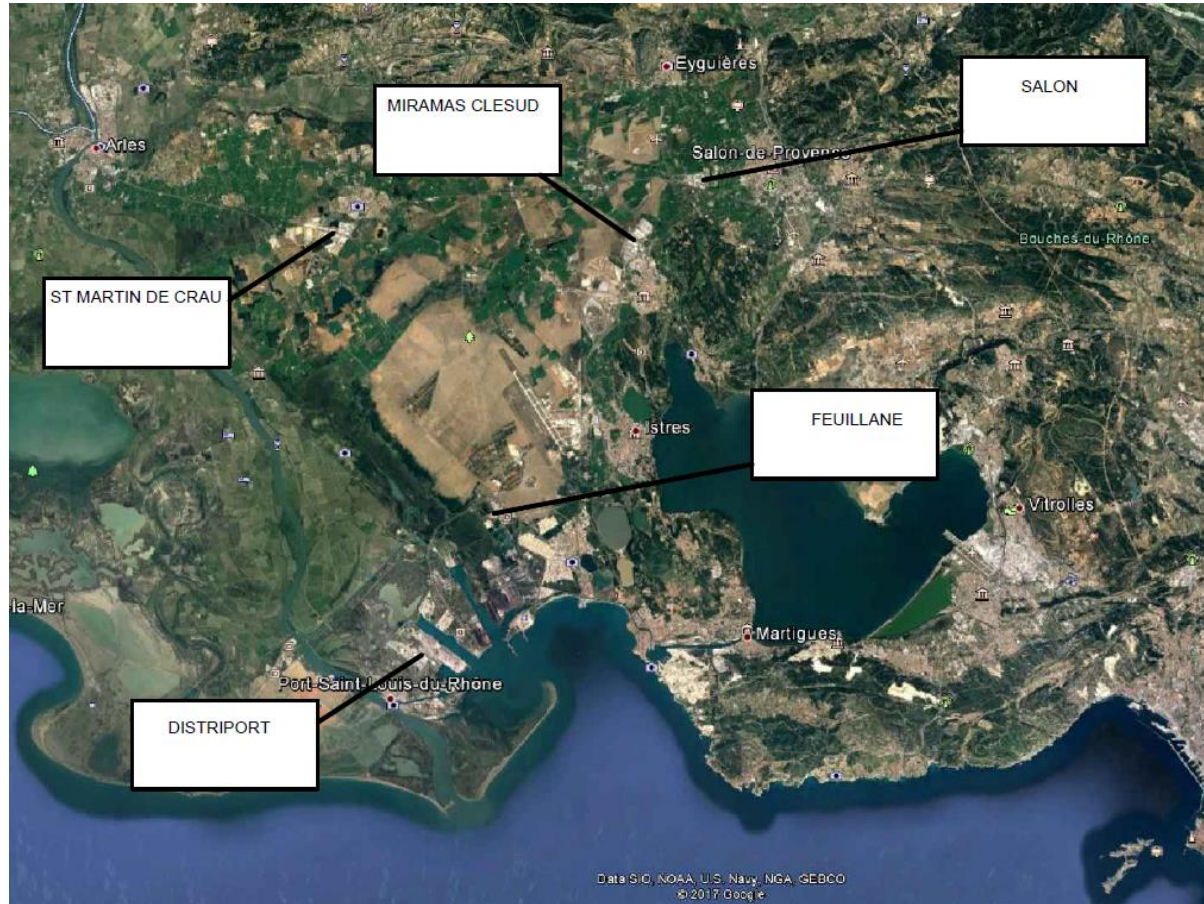 Eyguières
MIRAMAS CLESUD
SALON
Arles
Salon-de-Provence
Bouches-du-Rhône
ST MARTIN DE CRAU
FEUILLANE
Istres
Vitrolles
-la-Mer
Martigues
Port-Saint-Louis-du-Rhône
DISTRIPORT
Data SIO, NOAA, U.S. Navy, NGA, GEBCO
© 2017 Google